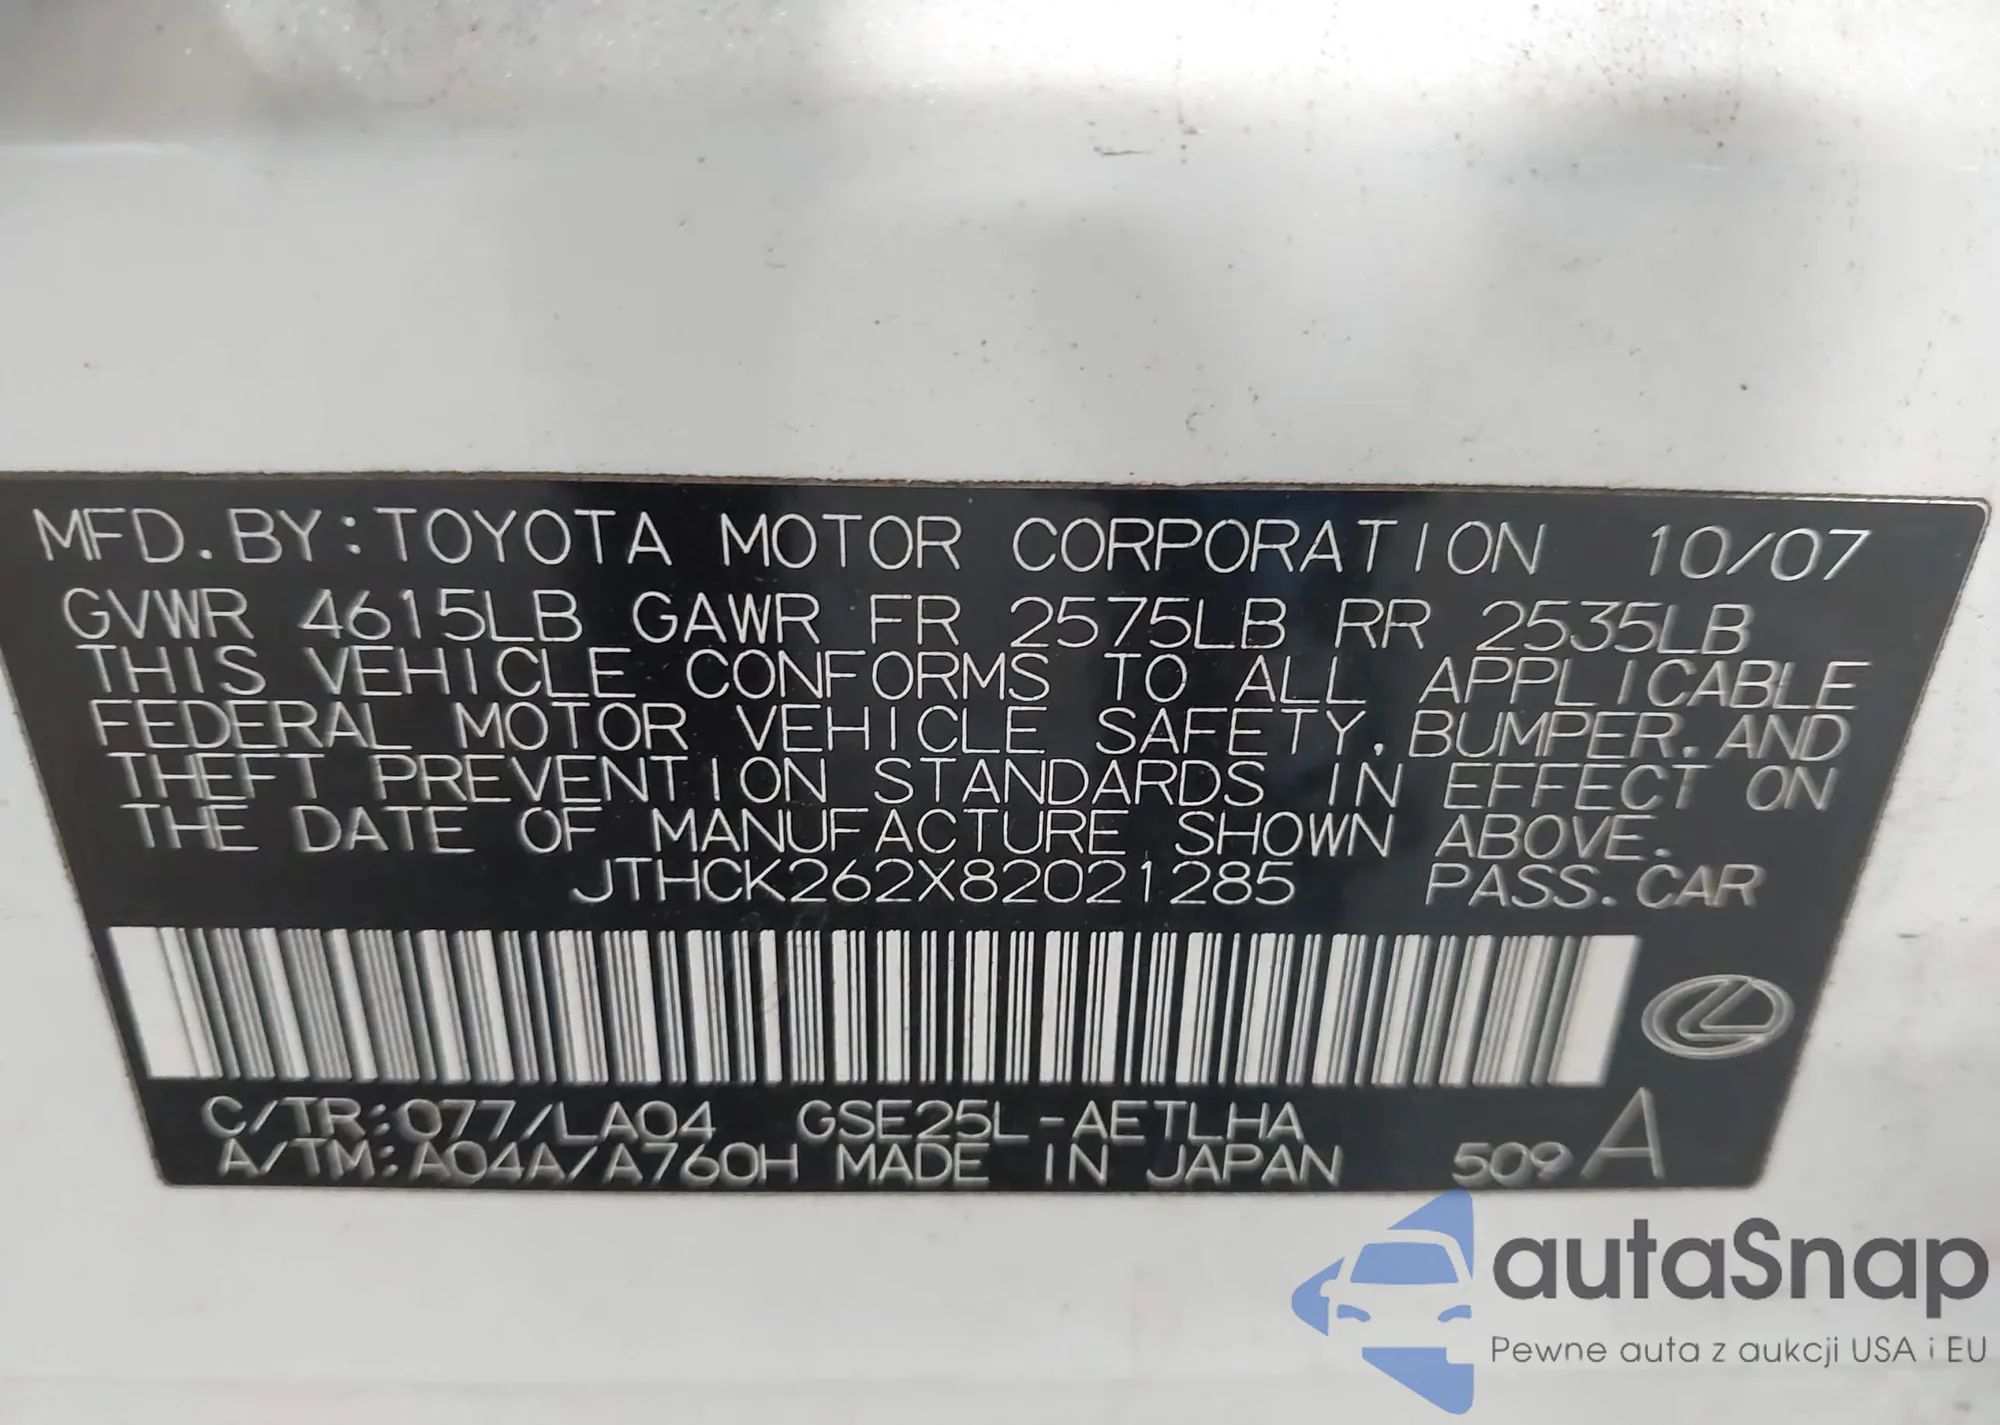 MFD.BY:TOYOTA MOTOR CORPORATION 10/07
GVWR 4615LB GAWR FR 2575LB RR 2535LB
THIS VEHICLE CONFORMS TO ALL APPLICABLE
FEDERAL MOTOR VEHICLE SAFETY,BUMPER,AND
THEFT PREVENTION STANDARDS IN EFFECT ON
THE DATE OF MANUFACTURE SHOWN ABOVE.
JTHCK262X82021285 PASS.CAR
C/TR:077/LA04 GSE25L-AETLHA
A/TM:A04A/A760H MADE IN JAPAN 509 A
autoSnap
Pewne auta z aukcji USA i EU